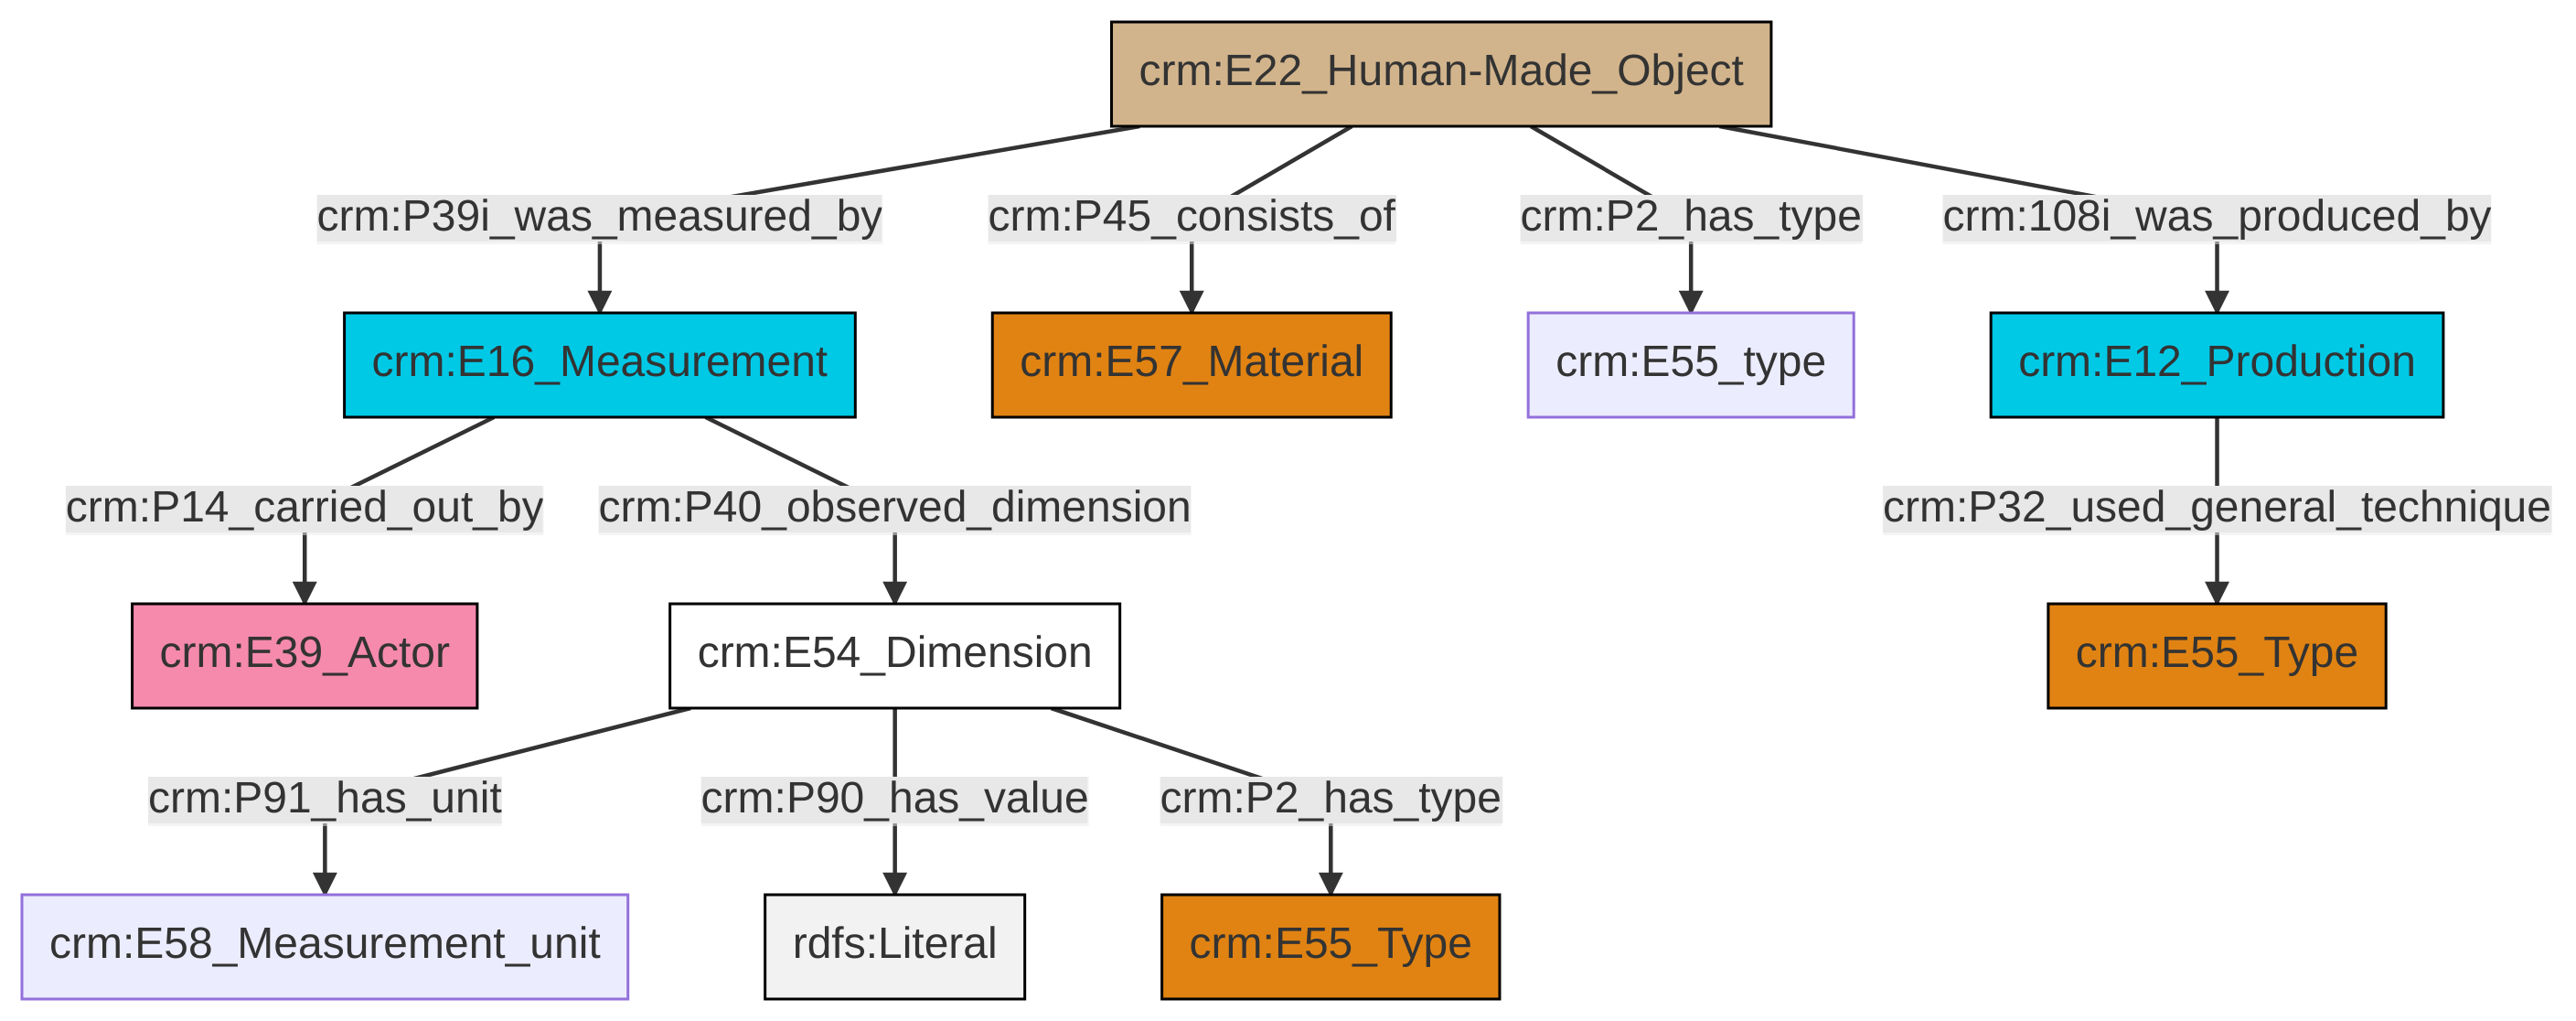 crm:E22_Human-Made_Object
crm:P39i_was_measured_by
crm:P45_consists_of
crm:P2_has_type
crm:108i_was_produced_by
crm:E16_Measurement
crm:E57_Material
crm:E55_type
crm:E12_Production
crm:P14_carried_out_by
crm:P40_observed_dimension
crm:P32_used_general_technique
crm:E39_Actor
crm:E54_Dimension
crm:E55_Type
crm:P91_has_unit
crm:P90_has_value
crm:P2_has_type
crm:E58_Measurement_unit
rdfs:Literal
crm:E55_Type